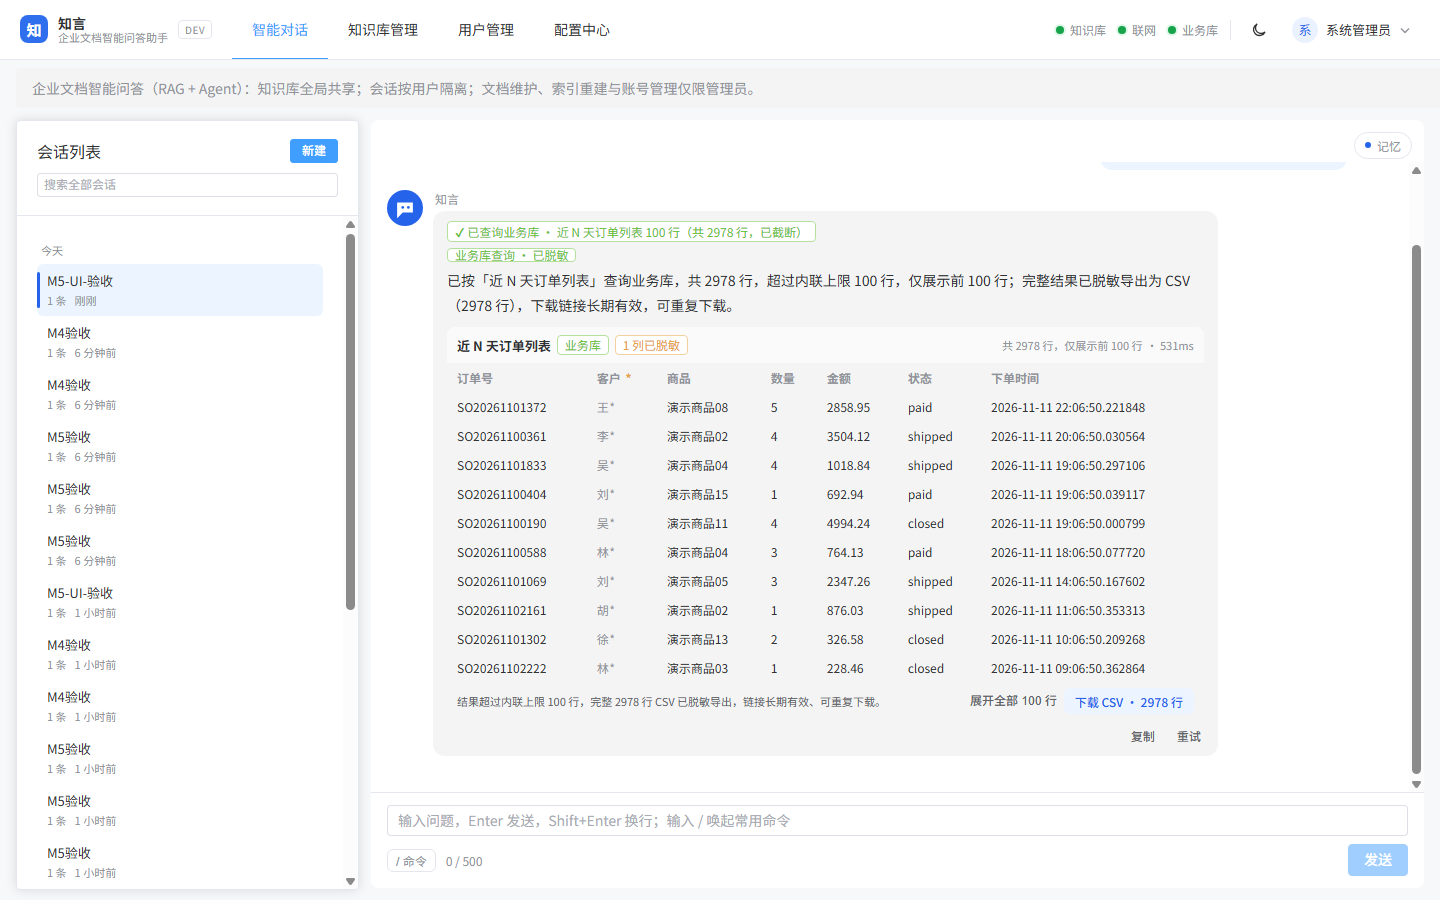 知
知言
企业文档智能问答助手
DEV
智能对话
知识库管理
用户管理
配置中心
知识库
联网
业务库
系
系统管理员
企业文档智能问答（RAG + Agent）：知识库全局共享；会话按用户隔离；文档维护、索引重建与账号管理仅限管理员。
会话列表
新建
搜索全部会话
今天
M5-UI-验收
1 条 刚刚
M4验收
1 条 6 分钟前
M4验收
1 条 6 分钟前
M5验收
1 条 6 分钟前
M5验收
1 条 6 分钟前
M5验收
1 条 6 分钟前
M5-UI-验收
1 条 1 小时前
M4验收
1 条 1 小时前
M4验收
1 条 1 小时前
M5验收
1 条 1 小时前
M5验收
1 条 1 小时前
M5验收
1 条 1 小时前
记忆
知言
✓ 已查询业务库 · 近 N 天订单列表 100 行（共 2978 行，已截断）
业务库查询 · 已脱敏
已按「近 N 天订单列表」查询业务库，共 2978 行，超过内联上限 100 行，仅展示前 100 行；完整结果已脱敏导出为 CSV
（2978 行），下载链接长期有效，可重复下载。
近 N 天订单列表 业务库 1 列已脱敏 共 2978 行，仅展示前 100 行 · 531ms
订单号 客户 * 商品 数量 金额 状态 下单时间
SO20261101372 王* 演示商品08 5 2858.95 paid 2026-11-11 22:06:50.221848
SO20261100361 李* 演示商品02 4 3504.12 shipped 2026-11-11 20:06:50.030564
SO20261101833 吴* 演示商品04 4 1018.84 shipped 2026-11-11 19:06:50.297106
SO20261100404 刘* 演示商品15 1 692.94 paid 2026-11-11 19:06:50.039117
SO20261100190 吴* 演示商品11 4 4994.24 closed 2026-11-11 19:06:50.000799
SO20261100588 林* 演示商品04 3 764.13 paid 2026-11-11 18:06:50.077720
SO20261101069 刘* 演示商品05 3 2347.26 shipped 2026-11-11 14:06:50.167602
SO20261102161 胡* 演示商品02 1 876.03 shipped 2026-11-11 11:06:50.353313
SO20261101302 徐* 演示商品13 2 326.58 closed 2026-11-11 10:06:50.209268
SO20261102222 林* 演示商品03 1 228.46 closed 2026-11-11 09:06:50.362864
结果超过内联上限 100 行，完整 2978 行 CSV 已脱敏导出，链接长期有效、可重复下载。 展开全部 100 行 下载 CSV · 2978 行
复制 重试
输入问题，Enter 发送，Shift+Enter 换行；输入 / 唤起常用命令
/ 命令 0 / 500
发送